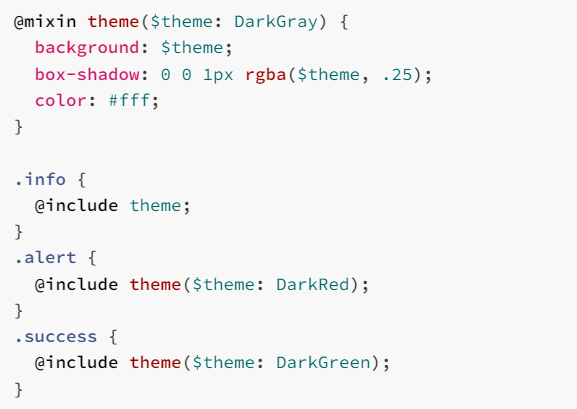 @mixin theme($theme: DarkGray) {
  background: $theme;
  box-shadow: 0 0 1px rgba($theme, .25);
  color: #fff;
}

.info {
  @include theme;
}
.alert {
  @include theme($theme: DarkRed);
}
.success {
  @include theme($theme: DarkGreen);
}